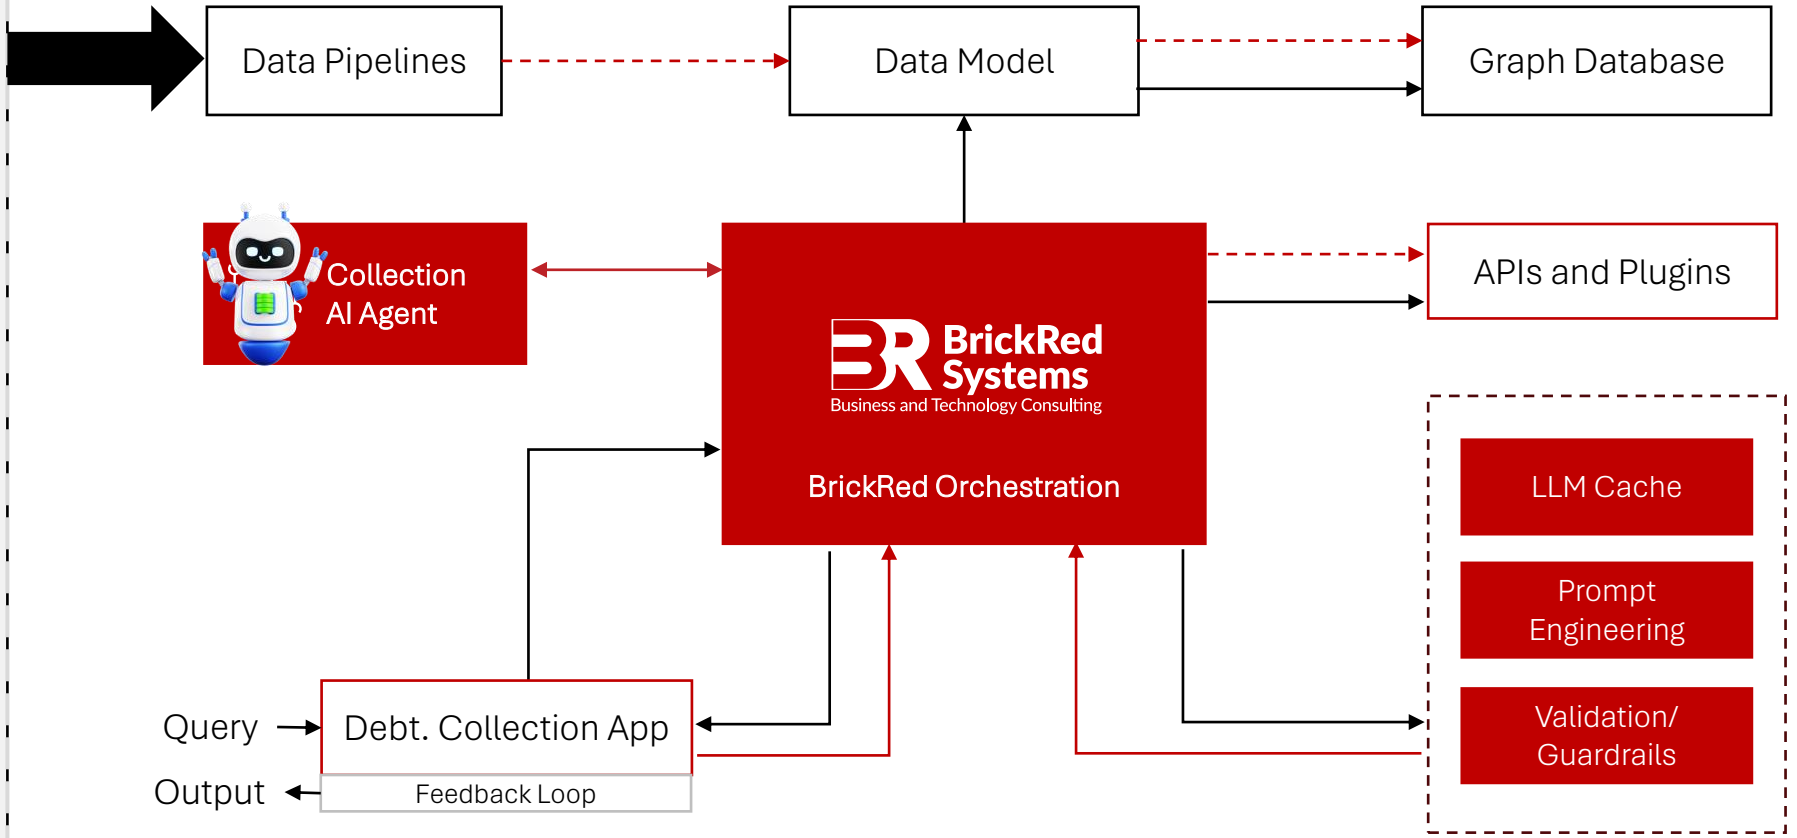 Data Pipelines
Data Model
Graph Database
Collection
AI Agent
BR BrickRed
Systems
Business and Technology Consulting
BrickRed Orchestration
APIs and Plugins
LLM Cache
Prompt
Engineering
Validation/
Guardrails
Query
Debt. Collection App
Output
Feedback Loop